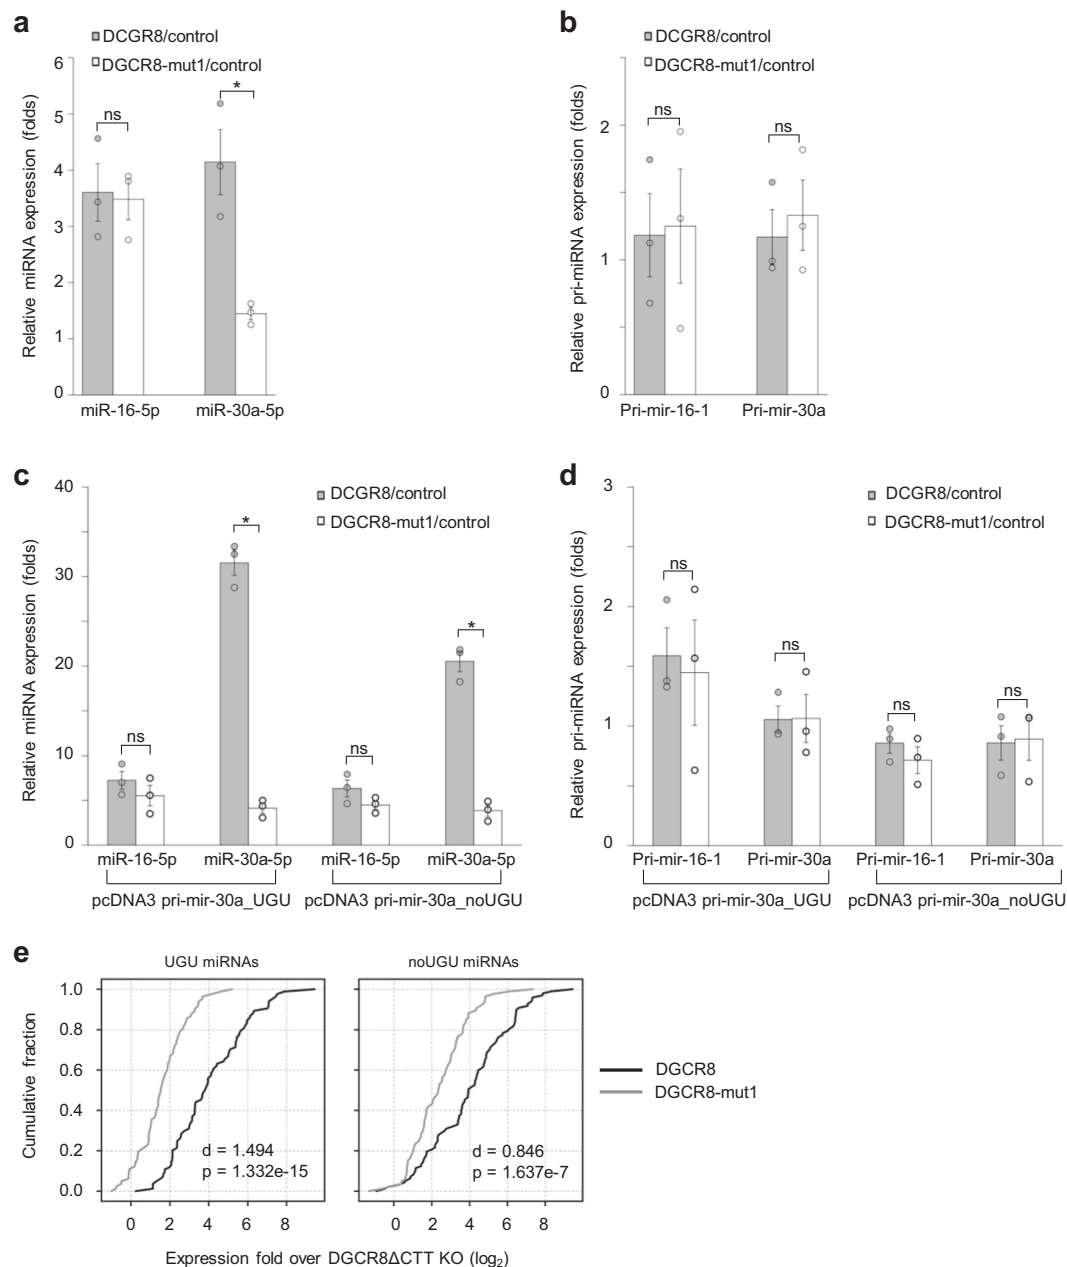 a
DCGR8/control
DGCR8-mut1/control
Relative miRNA expression (folds)
6
5
4
3
2
1
0
ns
*
miR-16-5p
miR-30a-5p
b
DCGR8/control
DGCR8-mut1/control
Relative pri-miRNA expression (folds)
2
1
0
ns
ns
Pri-mir-16-1
Pri-mir-30a
c
DCGR8/control
DGCR8-mut1/control
Relative miRNA expression (folds)
40
30
20
10
0
ns
*
ns
*
miR-16-5p
miR-30a-5p
miR-16-5p
miR-30a-5p
pcDNA3 pri-mir-30a_UGU
pcDNA3 pri-mir-30a_noUGU
d
DCGR8/control
DGCR8-mut1/control
Relative pri-miRNA expression (folds)
3
2
1
0
ns
ns
ns
ns
Pri-mir-16-1
Pri-mir-30a
Pri-mir-16-1
Pri-mir-30a
pcDNA3 pri-mir-30a_UGU
pcDNA3 pri-mir-30a_noUGU
e
UGU miRNAs
noUGU miRNAs
Cumulative fraction
1.0
0.8
0.6
0.4
0.2
0.0
d = 1.494
p = 1.332e-15
d = 0.846
p = 1.637e-7
0 2 4 6 8
0 2 4 6 8
DGCR8
DGCR8-mut1
Expression fold over DGCR8ΔCTT KO (log₂)